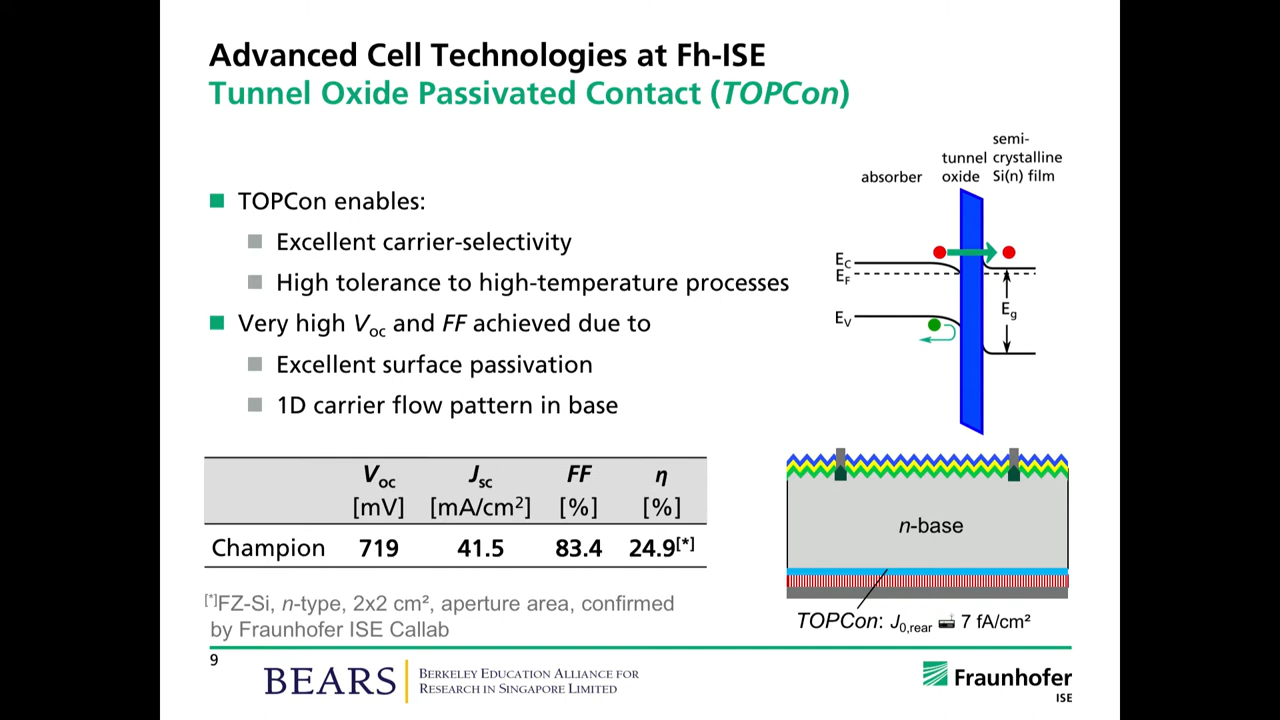 Advanced Cell Technologies at Fh-ISE
Tunnel Oxide Passivated Contact (TOPCon)
TOPCon enables:
Excellent carrier-selectivity
High tolerance to high-temperature processes
Very high Voc and FF achieved due to
Excellent surface passivation
1D carrier flow pattern in base
semi-
tunnel crystalline
absorber oxide Si(n) film
EC
EF
EV
Eg
Voc Jsc FF η
[mV] [mA/cm²] [%] [%]
Champion 719 41.5 83.4 24.9[*]
[*]FZ-Si, n-type, 2x2 cm², aperture area, confirmed
by Fraunhofer ISE Callab
n-base
TOPCon: J0,rear 7 fA/cm²
9
BEARS
BERKELEY EDUCATION ALLIANCE FOR
RESEARCH IN SINGAPORE LIMITED
Fraunhofer
ISE